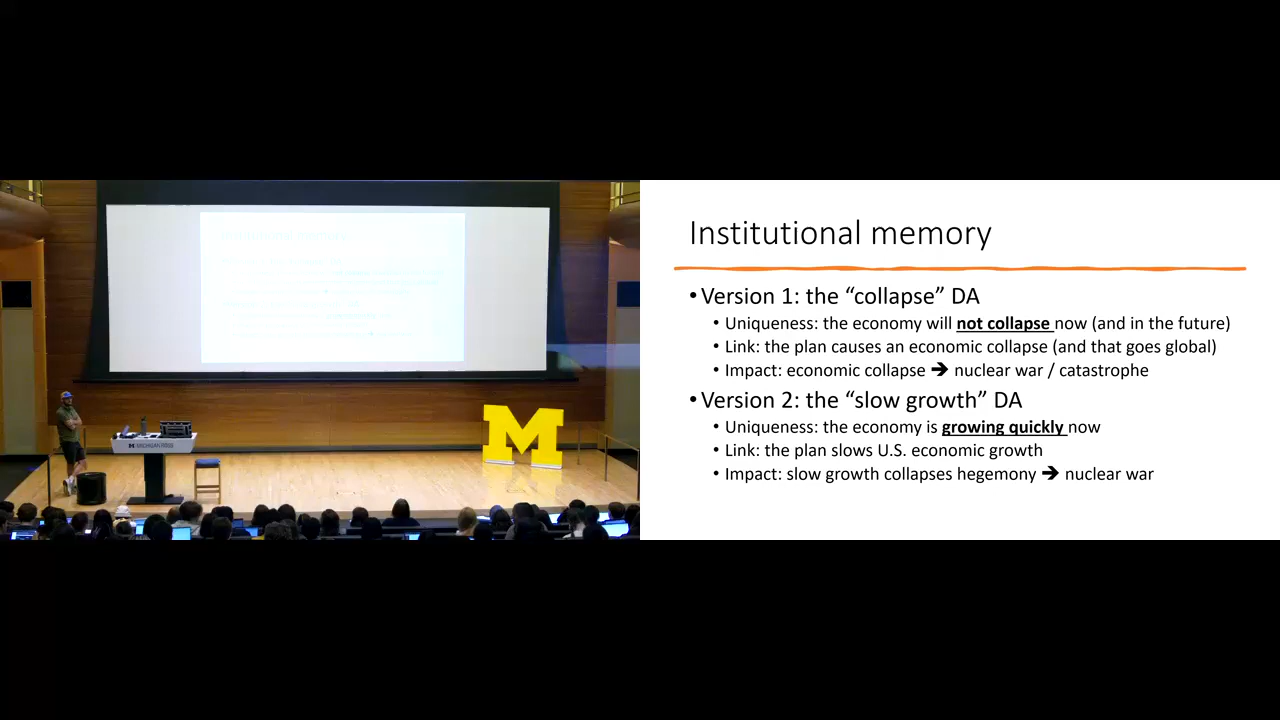 Institutional memory
•Version 1: the “collapse” DA
• Uniqueness: the economy will not collapse now (and in the future)
• Link: the plan causes an economic collapse (and that goes global)
• Impact: economic collapse 🡺 nuclear war / catastrophe
•Version 2: the “slow growth” DA
• Uniqueness: the economy is growing quickly now
• Link: the plan slows U.S. economic growth
• Impact: slow growth collapses hegemony 🡺 nuclear war
M